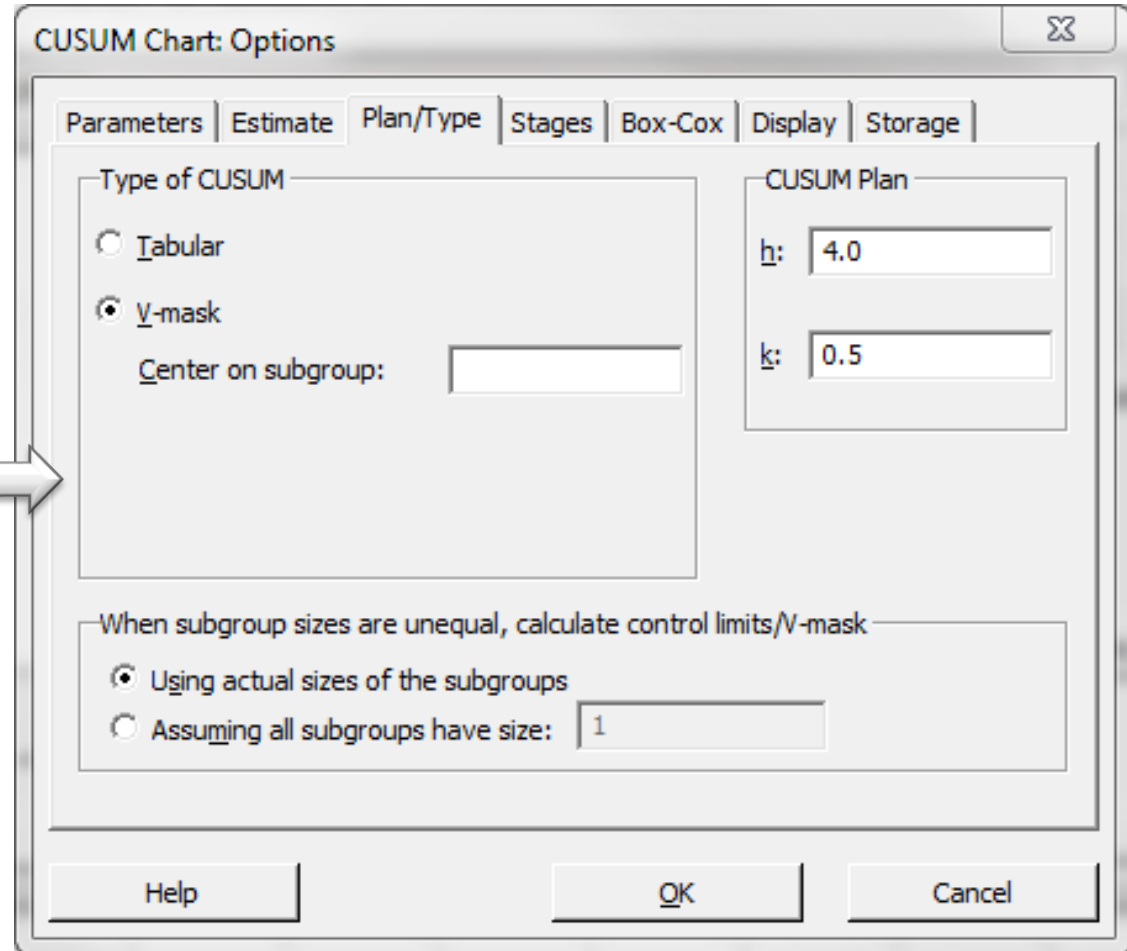 CUSUM Chart: Options
Parameters Estimate Plan/Type Stages Box-Cox Display Storage
Type of CUSUM
Tabular
V-mask
Center on subgroup:
CUSUM Plan
h: 4.0
k: 0.5
When subgroup sizes are unequal, calculate control limits/V-mask
Using actual sizes of the subgroups
Assuming all subgroups have size: 1
Help OK Cancel